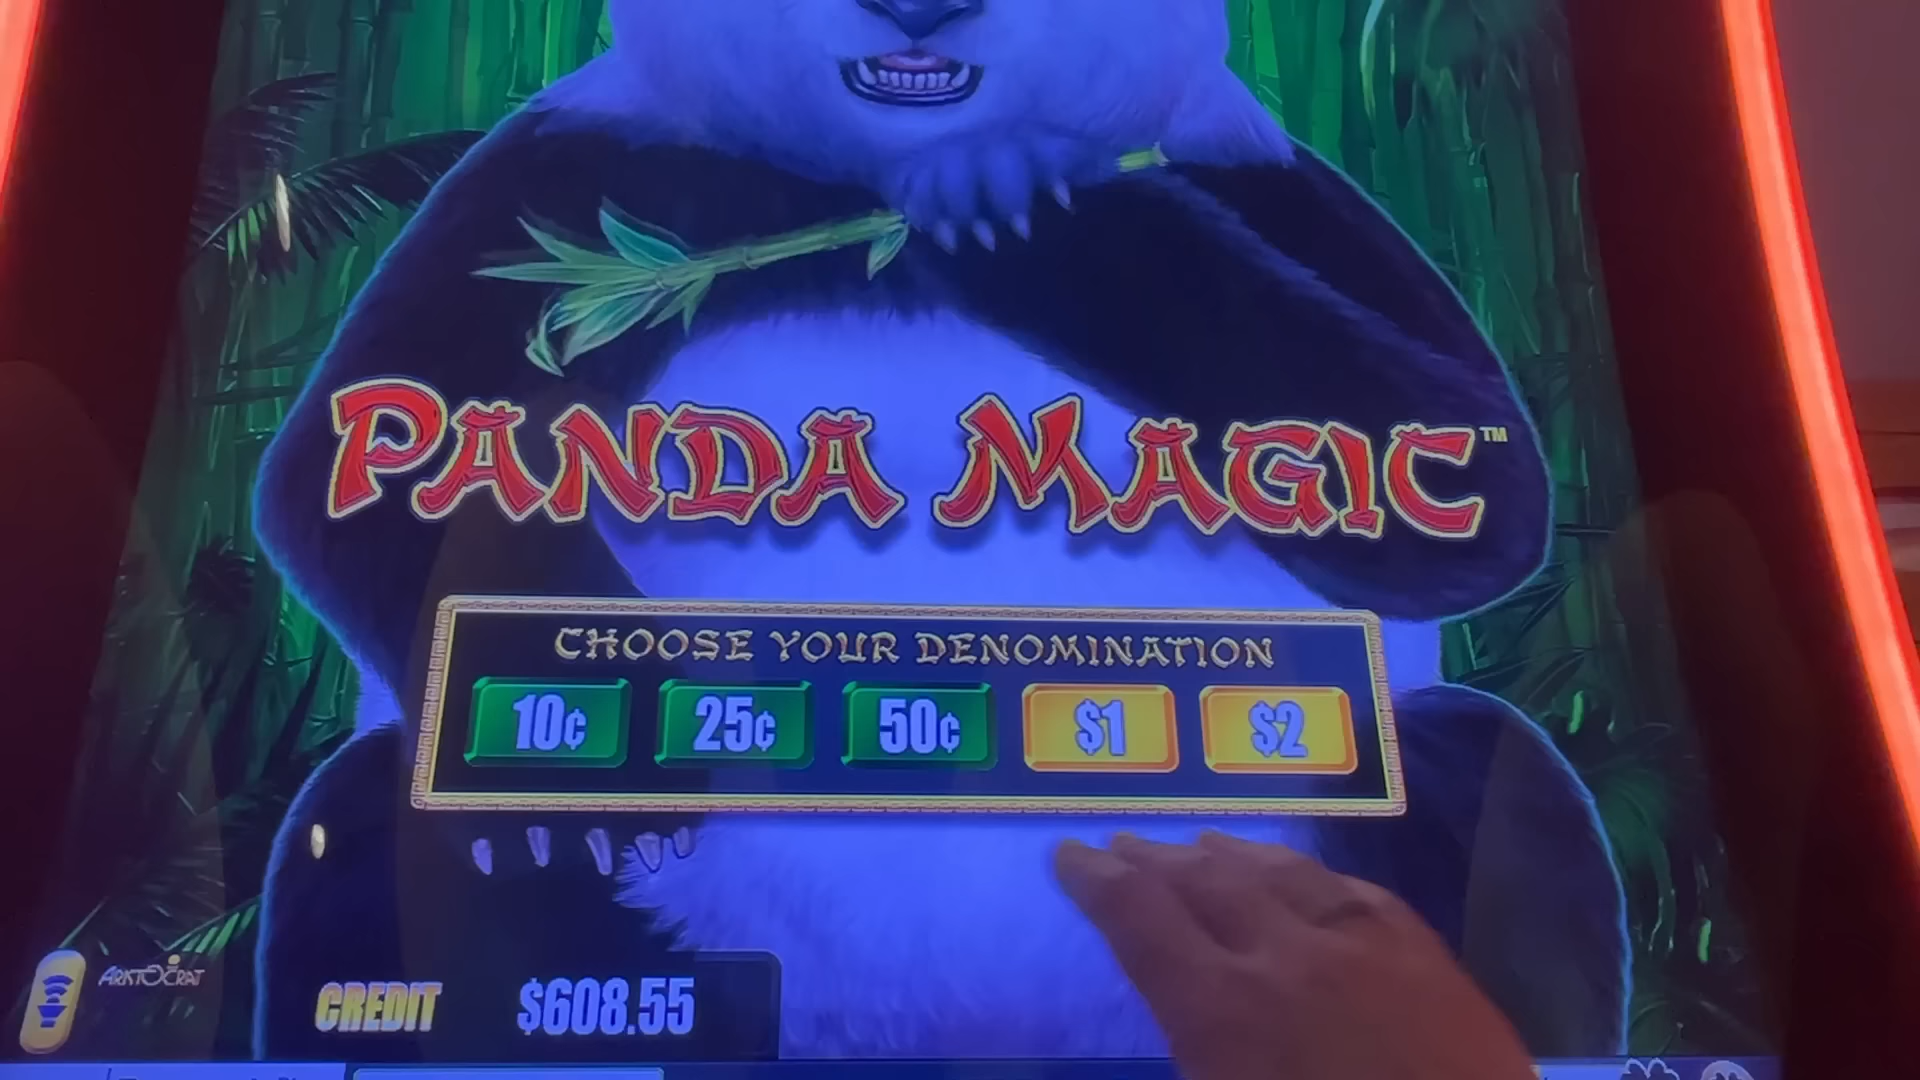 PANDA MAGIC™
CHOOSE YOUR DENOMINATION
10¢ 25¢ 50¢ $1 $2
ARISTOCRAT
CREDIT $608.55